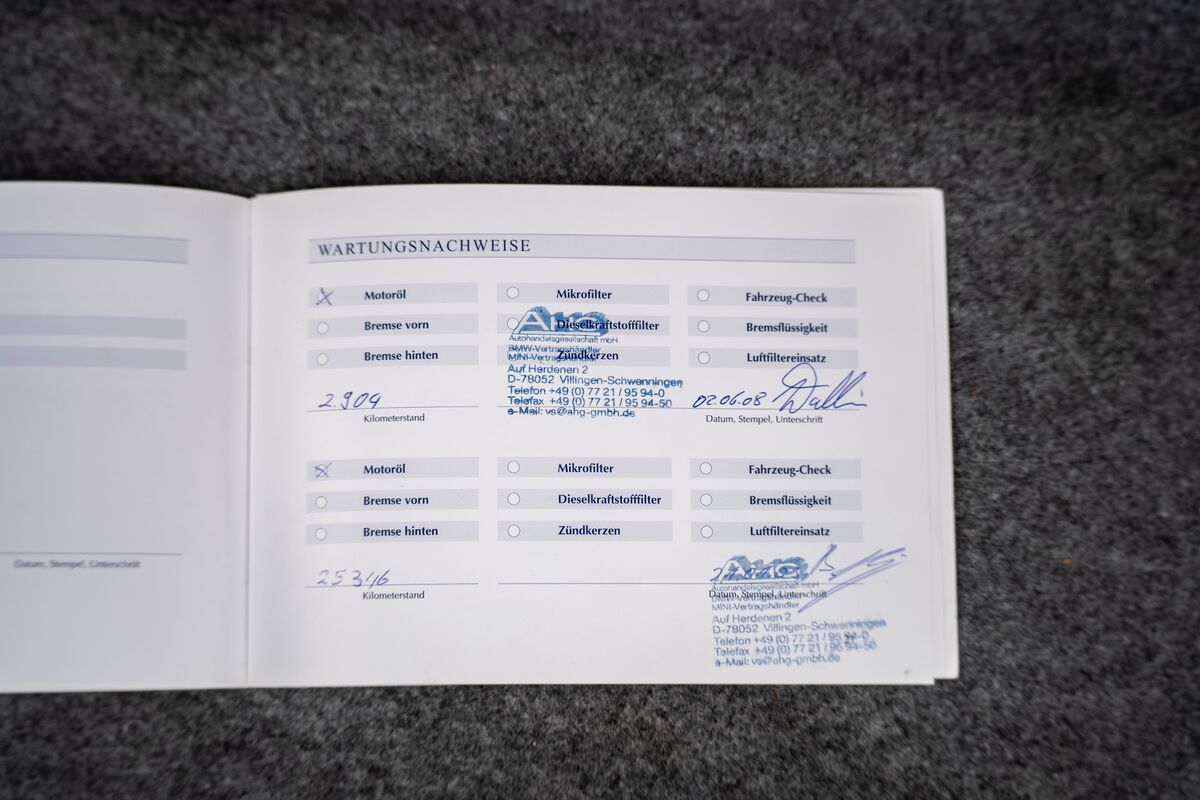 WARTUNGSNACHWEISE
Motoröl
Mikrofilter
Fahrzeug-Check
Bremse vorn
Dieselkraftstofffilter
Bremsflüssigkeit
Bremse hinten
Zündkerzen
Luftfiltereinsatz
AHG
Autohandelsgesellschaft mbH
BMW-Vertragshändler
MINI-Vertragshändler
Auf Herdenen 2
D-78052 Villingen-Schwenningen
Telefon +49 (0) 77 21 / 95 94-0
Telefax +49 (0) 77 21 / 95 94-50
e-Mail: vs@ahg-gmbh.de
2.904
02.06.08
Kilometerstand
Datum, Stempel, Unterschrift
Motoröl
Mikrofilter
Fahrzeug-Check
Bremse vorn
Dieselkraftstofffilter
Bremsflüssigkeit
Bremse hinten
Zündkerzen
Luftfiltereinsatz
25346
Kilometerstand
Datum, Stempel, Unterschrift
AHG
Autohandelsgesellschaft mbH
BMW-Vertragshändler
MINI-Vertragshändler
Auf Herdenen 2
D-78052 Villingen-Schwenningen
Telefon +49 (0) 77 21 / 95 94-0
Telefax +49 (0) 77 21 / 95 94-50
e-Mail: vs@ahg-gmbh.de
Datum, Stempel, Unterschrift